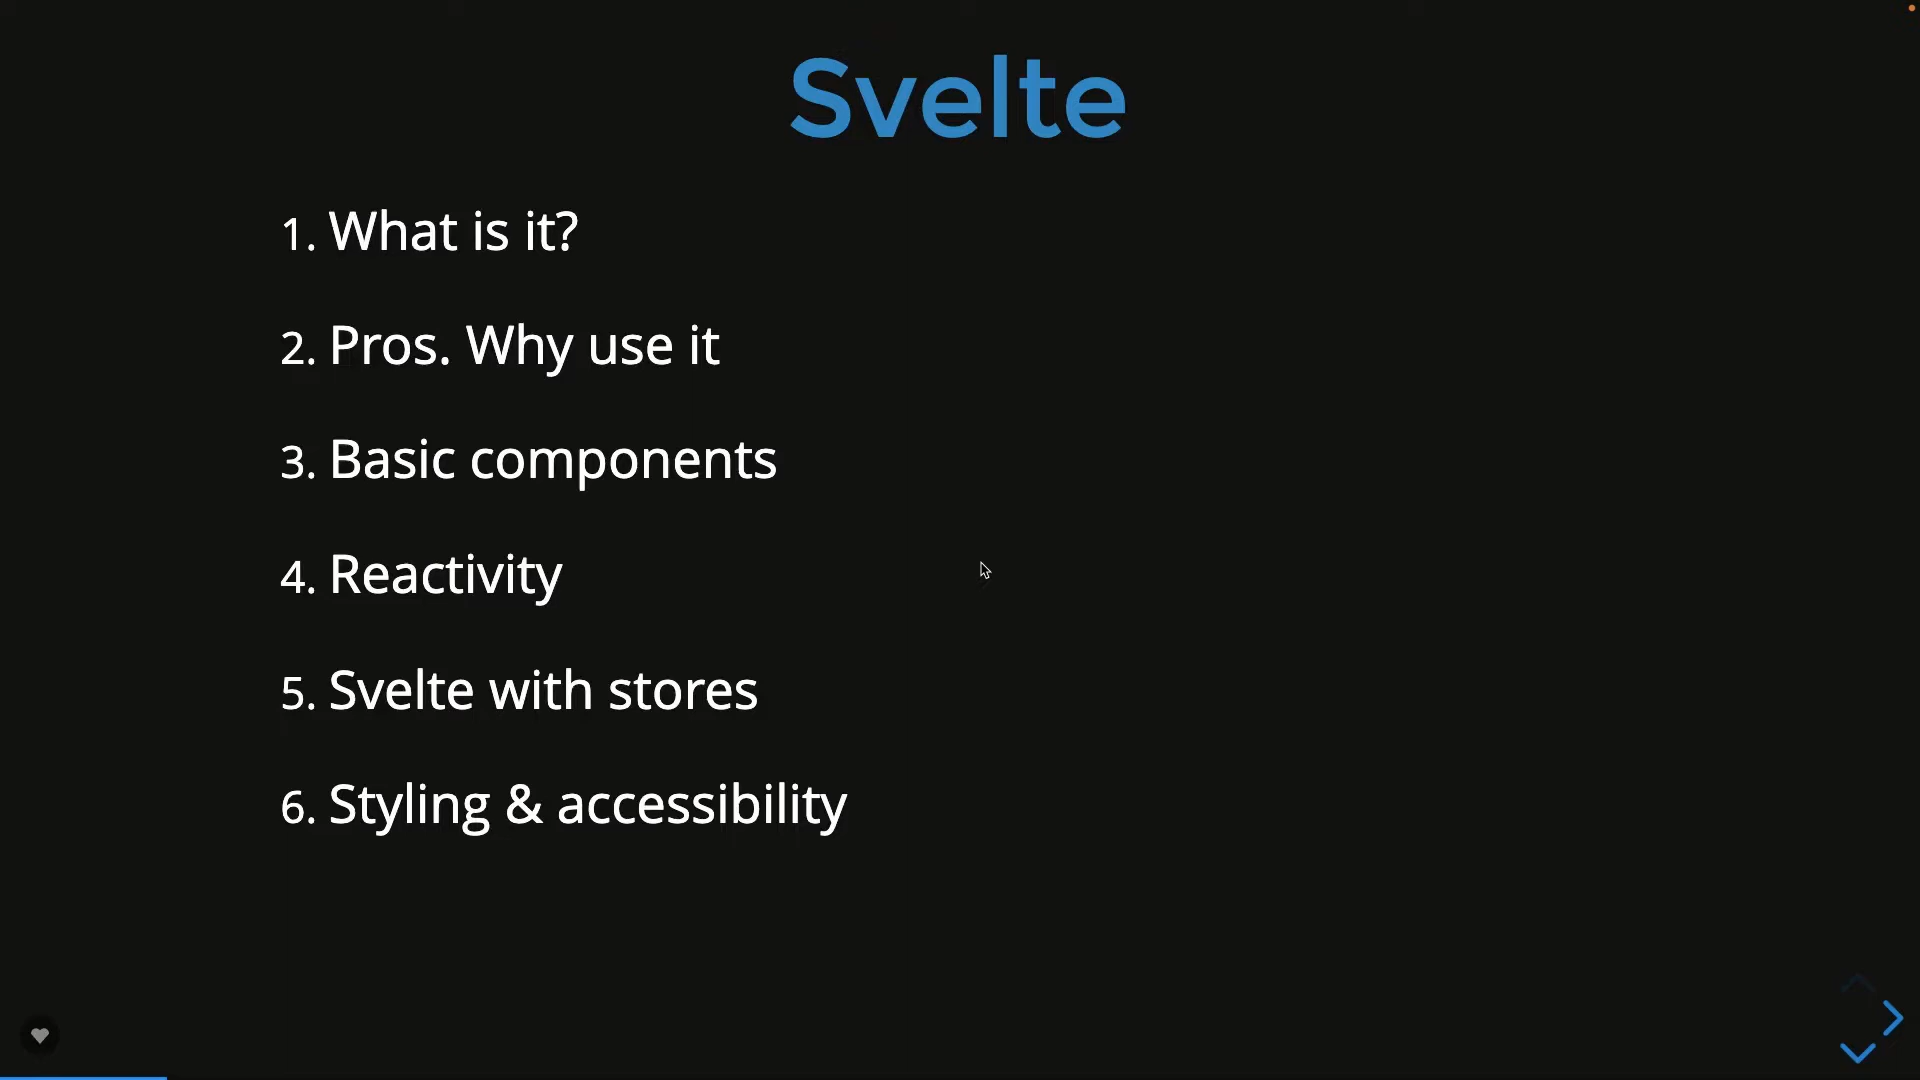 Svelte
1. What is it?
2. Pros. Why use it
3. Basic components
4. Reactivity
5. Svelte with stores
6. Styling & accessibility